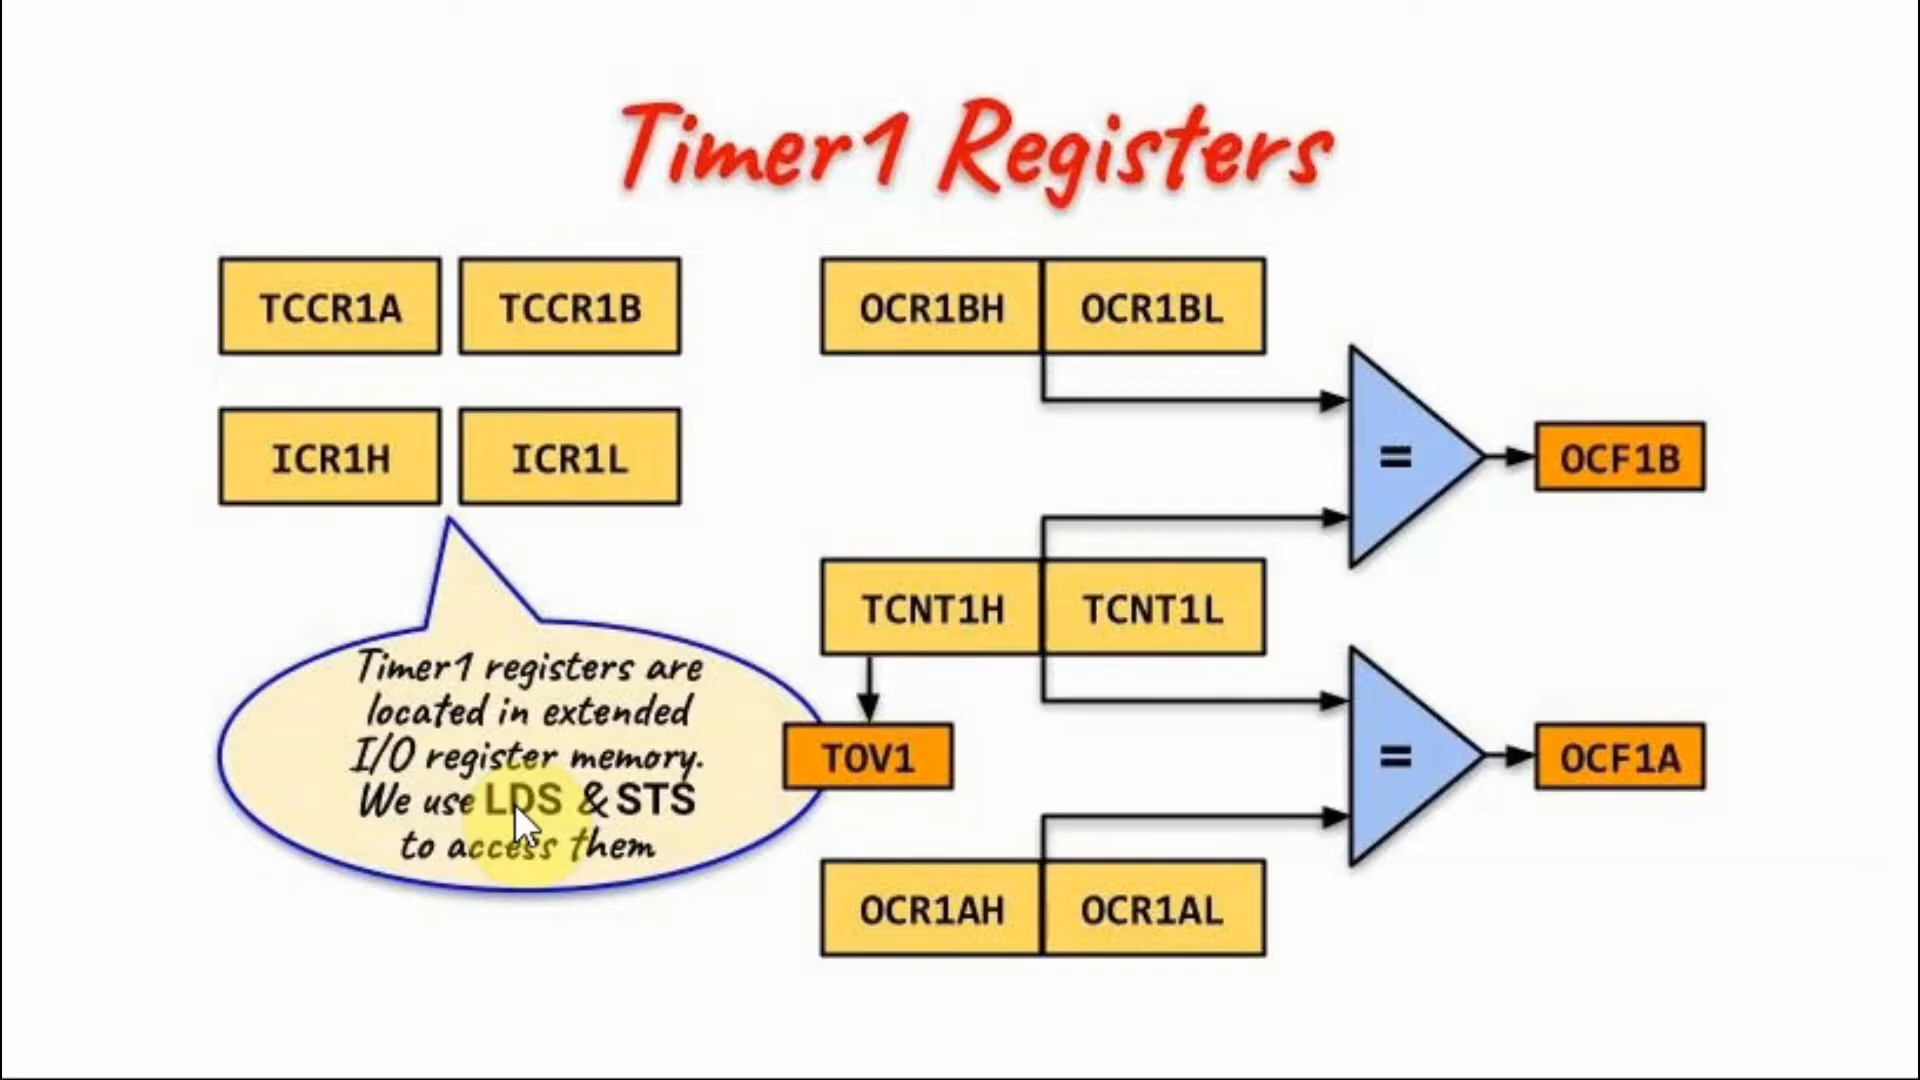 Timer1 Registers
TCCR1A TCCR1B
OCR1BH OCR1BL
ICR1H ICR1L
=
OCF1B
TCNT1H TCNT1L
Timer1 registers are
located in extended
I/O register memory.
We use LDS & STS
to access them
TOV1
=
OCF1A
OCR1AH OCR1AL